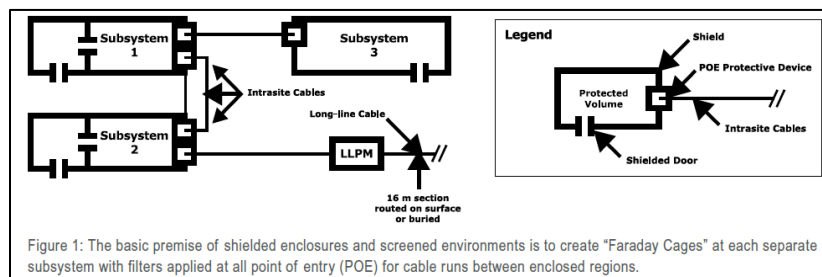 Subsystem
1
Subsystem
3
Intrasite Cables
Subsystem
2
Long-line Cable
LLPM
16 m section
routed on surface
or buried
Legend
Shield
POE Protective Device
Protected
Volume
Intrasite Cables
Shielded Door
Figure 1: The basic premise of shielded enclosures and screened environments is to create “Faraday Cages” at each separate
subsystem with filters applied at all point of entry (POE) for cable runs between enclosed regions.